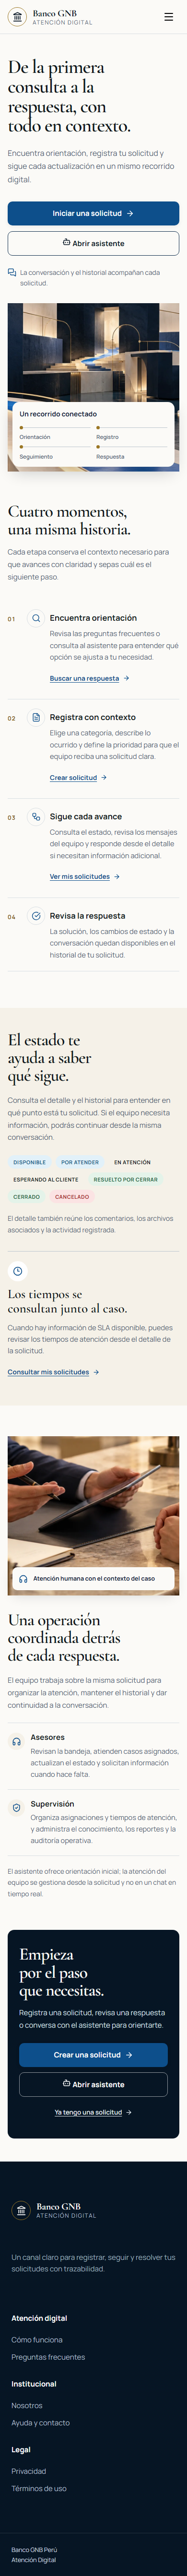 Banco GNB
ATENCIÓN DIGITAL
De la primera
consulta a la
respuesta, con
todo en contexto.
Encuentra orientación, registra tu solicitud y
sigue cada actualización en un mismo recorrido
digital.
Iniciar una solicitud
Abrir asistente
La conversación y el historial acompañan cada
solicitud.
Un recorrido conectado
Orientación
Registro
Seguimiento
Respuesta
Cuatro momentos,
una misma historia.
Cada etapa conserva el contexto necesario para
que avances con claridad y sepas cuál es el
siguiente paso.
01
Encuentra orientación
Revisa las preguntas frecuentes o
consulta al asistente para entender qué
opción se ajusta a tu necesidad.
Buscar una respuesta
02
Registra con contexto
Elige una categoría, describe lo
ocurrido y define la prioridad para que el
equipo reciba una solicitud clara.
Crear solicitud
03
Sigue cada avance
Consulta el estado, revisa los mensajes
del equipo y responde desde el detalle
si necesitan información adicional.
Ver mis solicitudes
04
Revisa la respuesta
La solución, los cambios de estado y la
conversación quedan disponibles en el
historial de tu solicitud.
El estado te
ayuda a saber
qué sigue.
Consulta el detalle y el historial para entender en
qué punto está tu solicitud. Si el equipo necesita
información, podrás continuar desde la misma
conversación.
DISPONIBLE
POR ATENDER
EN ATENCIÓN
ESPERANDO AL CLIENTE
RESUELTO POR CERRAR
CERRADO
CANCELADO
El detalle también reúne los comentarios, los archivos
asociados y la actividad registrada.
Los tiempos se
consultan junto al caso.
Cuando hay información de SLA disponible, puedes
revisar los tiempos de atención desde el detalle de
la solicitud.
Consultar mis solicitudes
Atención humana con el contexto del caso
Una operación
coordinada detrás
de cada respuesta.
El equipo trabaja sobre la misma solicitud para
organizar la atención, mantener el historial y dar
continuidad a la conversación.
Asesores
Revisan la bandeja, atienden casos asignados,
actualizan el estado y solicitan información
cuando hace falta.
Supervisión
Organiza asignaciones y tiempos de atención,
y administra el conocimiento, los reportes y la
auditoría operativa.
El asistente ofrece orientación inicial; la atención del
equipo se gestiona desde la solicitud y no en un chat en
tiempo real.
Empieza
por el paso
que necesitas.
Registra una solicitud, revisa una respuesta
o conversa con el asistente para orientarte.
Crear una solicitud
Abrir asistente
Ya tengo una solicitud
Banco GNB
ATENCIÓN DIGITAL
Un canal claro para registrar, seguir y resolver tus
solicitudes con trazabilidad.
Atención digital
Cómo funciona
Preguntas frecuentes
Institucional
Nosotros
Ayuda y contacto
Legal
Privacidad
Términos de uso
Banco GNB Perú
Atención Digital